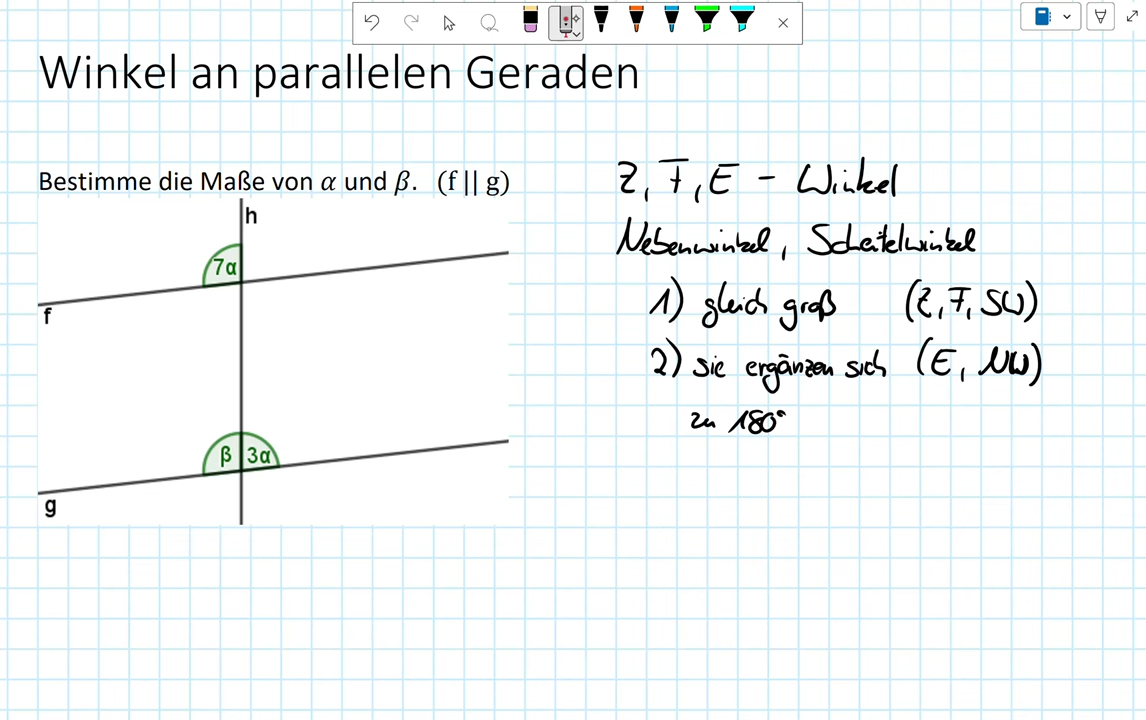 Winkel an parallelen Geraden
Bestimme die Maße von α und β. (f || g)
h
7α
f
β 3α
g
Z, F, E - Winkel
Nebenwinkel, Scheitelwinkel
1) gleich groß (Z, F, SW)
2) sie ergänzen sich (E, NW)
zu 180°